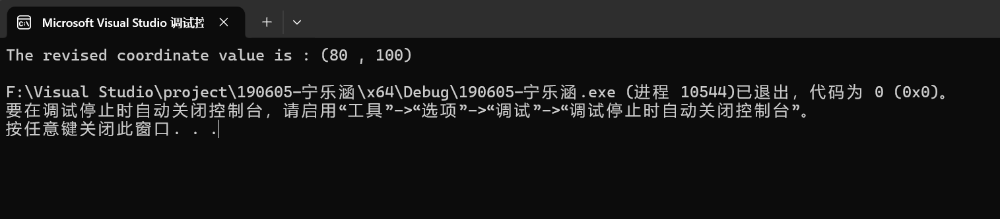 Microsoft Visual Studio 调试控
The revised coordinate value is : (80 , 100)
F:\Visual Studio\project\190605-宁乐涵\x64\Debug\190605-宁乐涵.exe (进程 10544)已退出，代码为 0 (0x0)。
要在调试停止时自动关闭控制台，请启用“工具”->“选项”->“调试”->“调试停止时自动关闭控制台”。
按任意键关闭此窗口. . .